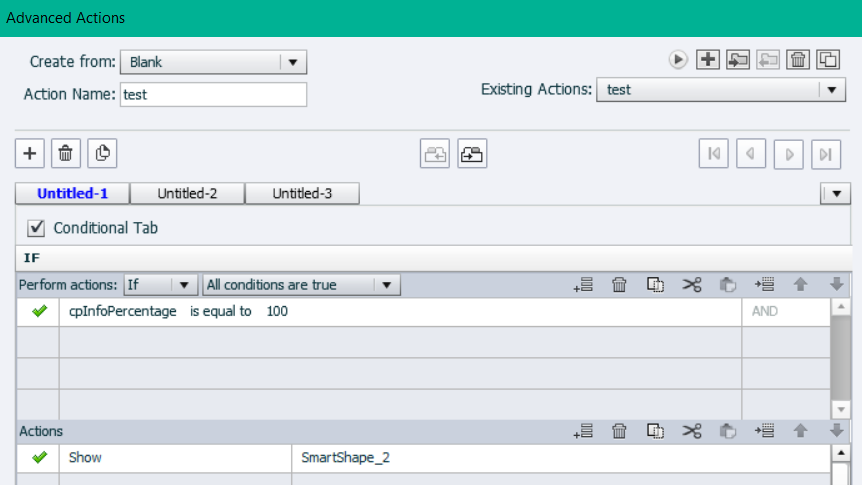 Advanced Actions
Create from: Blank
Action Name: test
Existing Actions: test
Untitled-1 Untitled-2 Untitled-3
Conditional Tab
IF
Perform actions: If All conditions are true
cpInfoPercentage is equal to 100 AND
Actions
Show SmartShape_2